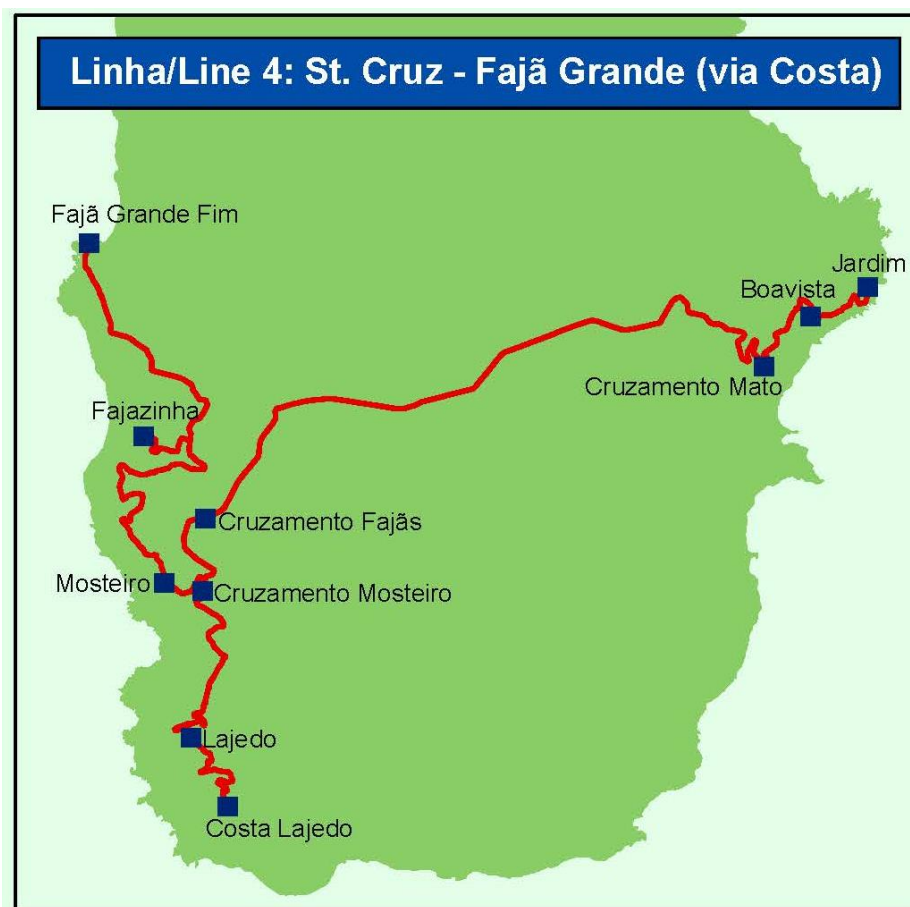 Linha/Line 4: St. Cruz - Fajã Grande (via Costa)
Fajã Grande Fim
Jardim
Boavista
Cruzamento Mato
Fajazinha
Cruzamento Fajãs
Mosteiro
Cruzamento Mosteiro
Lajedo
Costa Lajedo